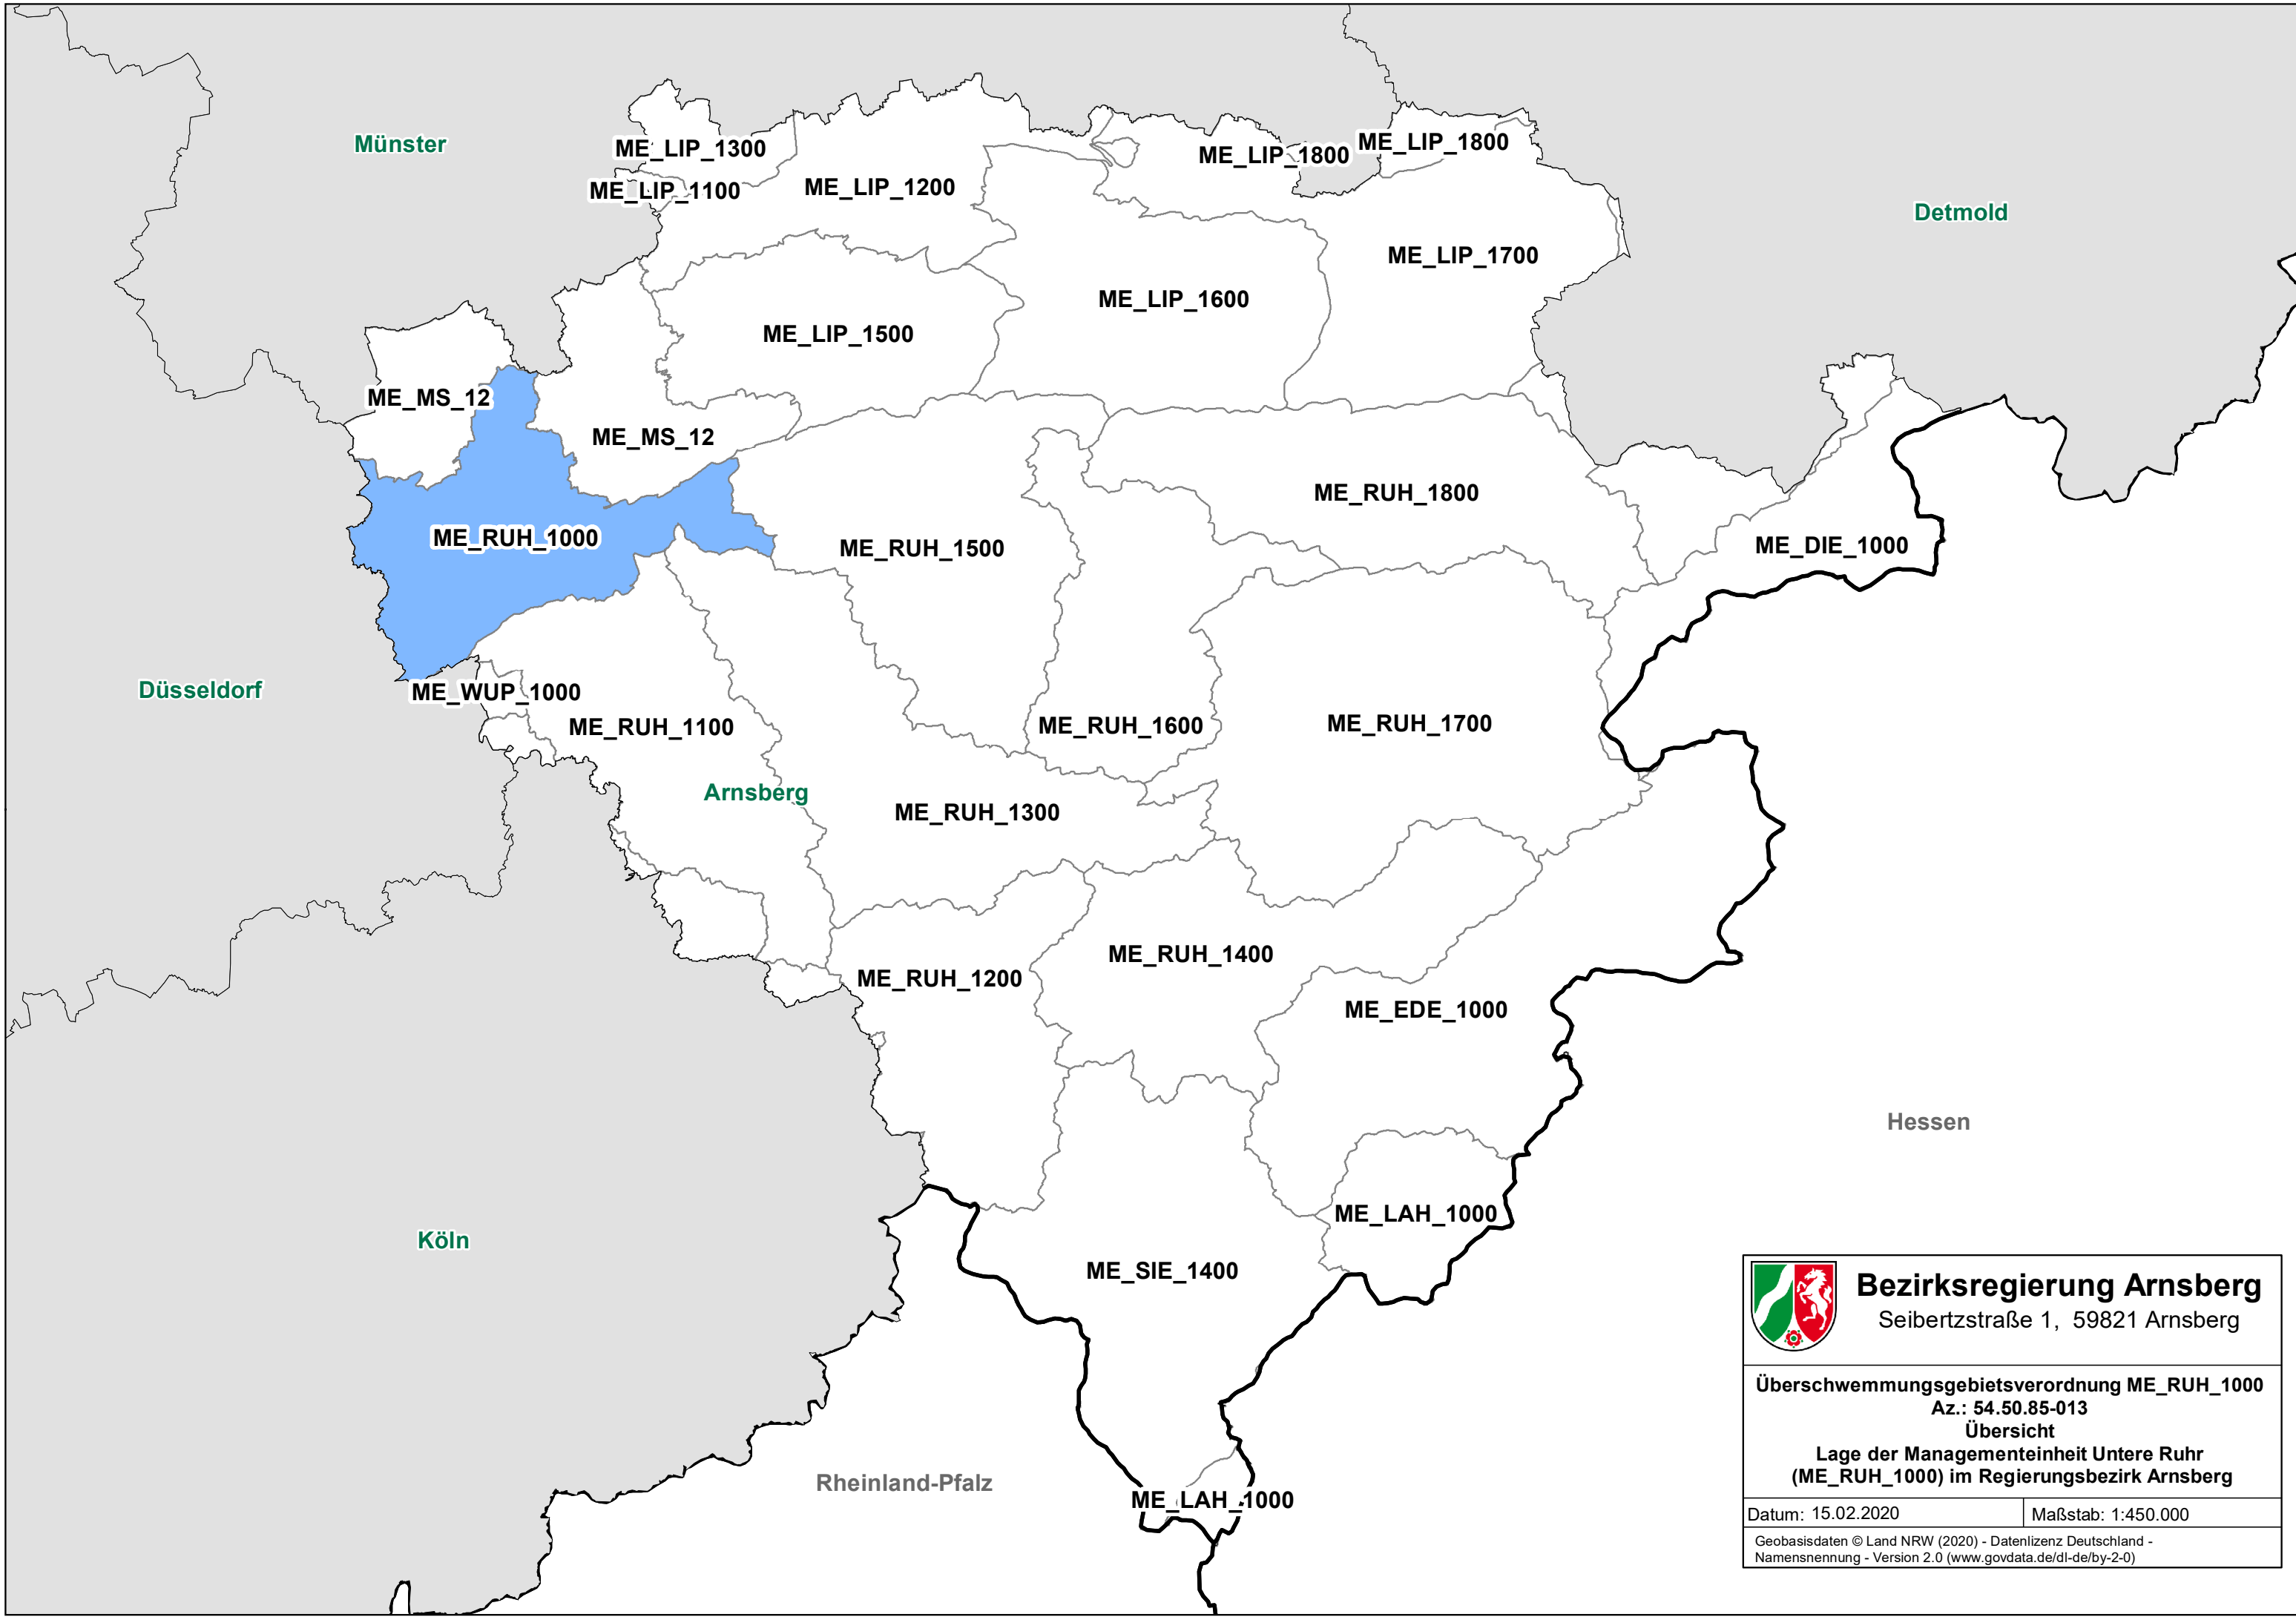 Münster
ME_LIP_1300
ME_LIP_1800
ME_LIP_1800
ME_LIP_1100
ME_LIP_1200
Detmold
ME_LIP_1700
ME_LIP_1600
ME_LIP_1500
ME_MS_12
ME_MS_12
ME_RUH_1800
ME_RUH_1000
ME_RUH_1500
ME_DIE_1000
Düsseldorf
ME_WUP_1000
ME_RUH_1100
ME_RUH_1600
ME_RUH_1700
Arnsberg
ME_RUH_1300
ME_RUH_1400
ME_RUH_1200
ME_EDE_1000
Hessen
ME_LAH_1000
Köln
ME_SIE_1400
Rheinland-Pfalz
ME_LAH_1000
Bezirksregierung Arnsberg
Seibertzstraße 1, 59821 Arnsberg
Überschwemmungsgebietsverordnung ME_RUH_1000
Az.: 54.50.85-013
Übersicht
Lage der Managementeinheit Untere Ruhr
(ME_RUH_1000) im Regierungsbezirk Arnsberg
Datum: 15.02.2020
Maßstab: 1:450.000
Geobasisdaten © Land NRW (2020) - Datenlizenz Deutschland -
Namensnennung - Version 2.0 (www.govdata.de/dl-de/by-2-0)